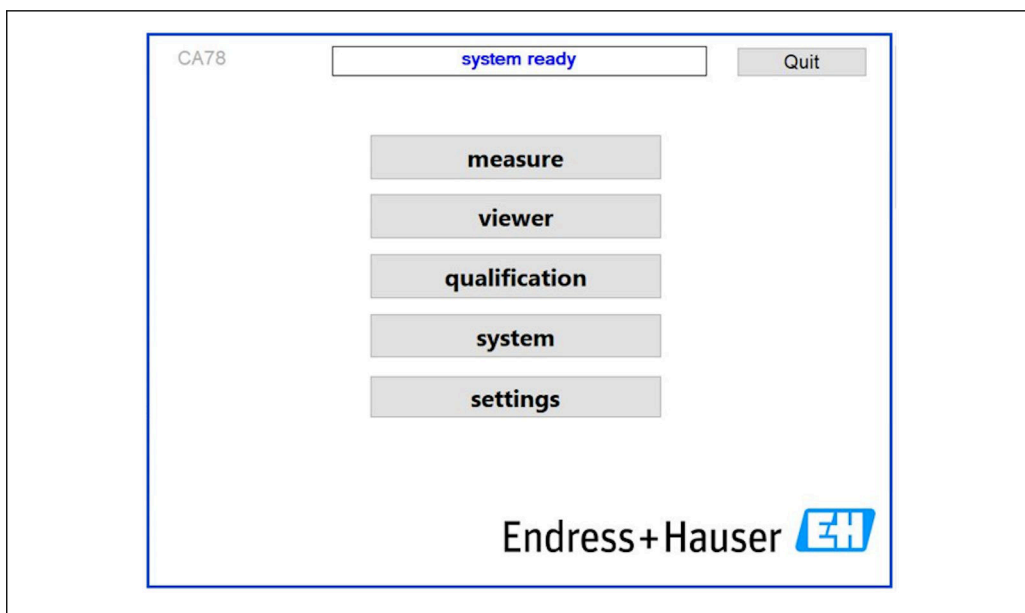 CA78 system ready Quit
measure
viewer
qualification
system
settings
Endress+Hauser EH